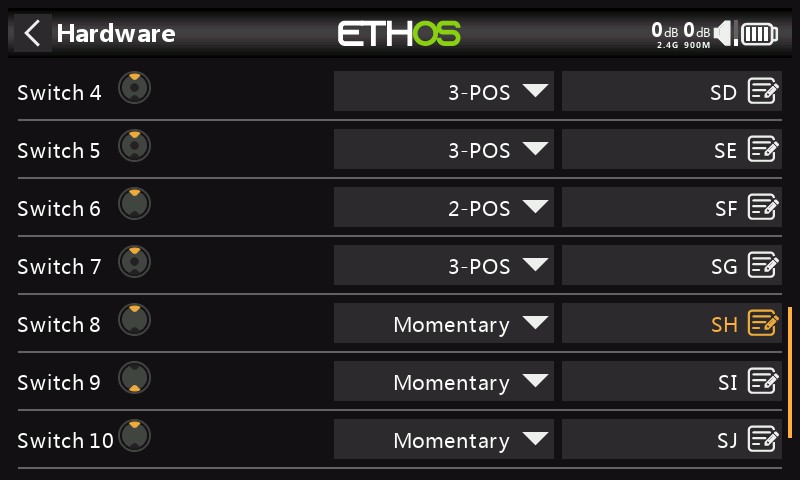 Hardware
ETHOS
0dB 0dB
2.4G 900M
Switch 4 3-POS SD
Switch 5 3-POS SE
Switch 6 2-POS SF
Switch 7 3-POS SG
Switch 8 Momentary SH
Switch 9 Momentary SI
Switch 10 Momentary SJ